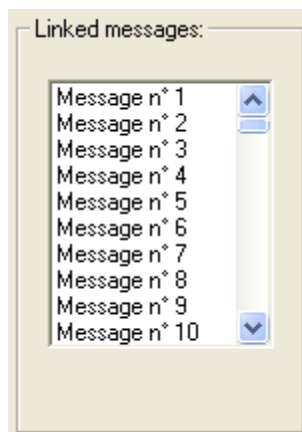 Linked messages:
Message n° 1
Message n° 2
Message n° 3
Message n° 4
Message n° 5
Message n° 6
Message n° 7
Message n° 8
Message n° 9
Message n° 10